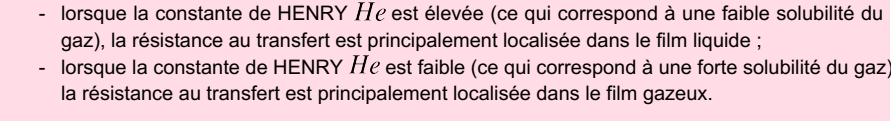 - lorsque la constante de HENRY He est élevée (ce qui correspond à une faible solubilité du
gaz), la résistance au transfert est principalement localisée dans le film liquide ;
- lorsque la constante de HENRY He est faible (ce qui correspond à une forte solubilité du gaz)
la résistance au transfert est principalement localisée dans le film gazeux.